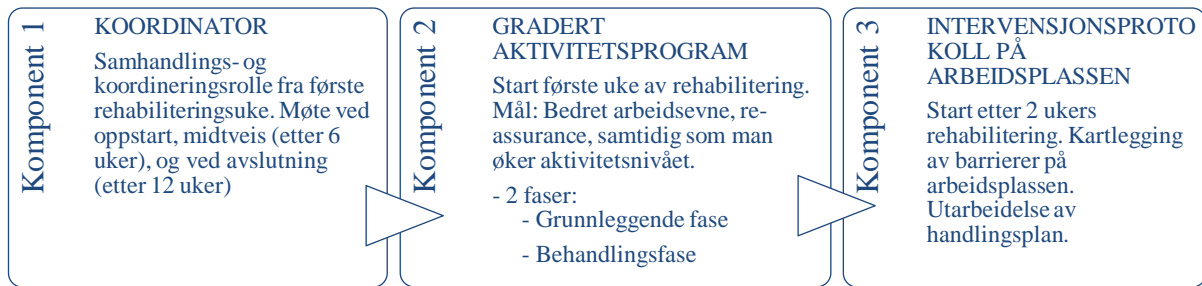 Komponent 1
KOORDINATOR
Samhandlings- og
koordineringsrolle fra første
rehabiliteringsuke. Møte ved
oppstart, midtveis (etter 6
uker), og ved avslutning
(etter 12 uker)
Komponent 2
GRADERT
AKTIVITETSPROGRAM
Start første uke av rehabilitering.
Mål: Bedret arbeidsevne, re-
assurance, samtidig som man
øker aktivitetsnivået.
- 2 faser:
- Grunnleggende fase
- Behandlingsfase
Komponent 3
INTERVENSJONSPROTO
KOLL PÅ
ARBEIDSPLASSEN
Start etter 2 ukers
rehabilitering. Kartlegging
av barrierer på
arbeidsplassen.
Utarbeidelse av
handlingsplan.